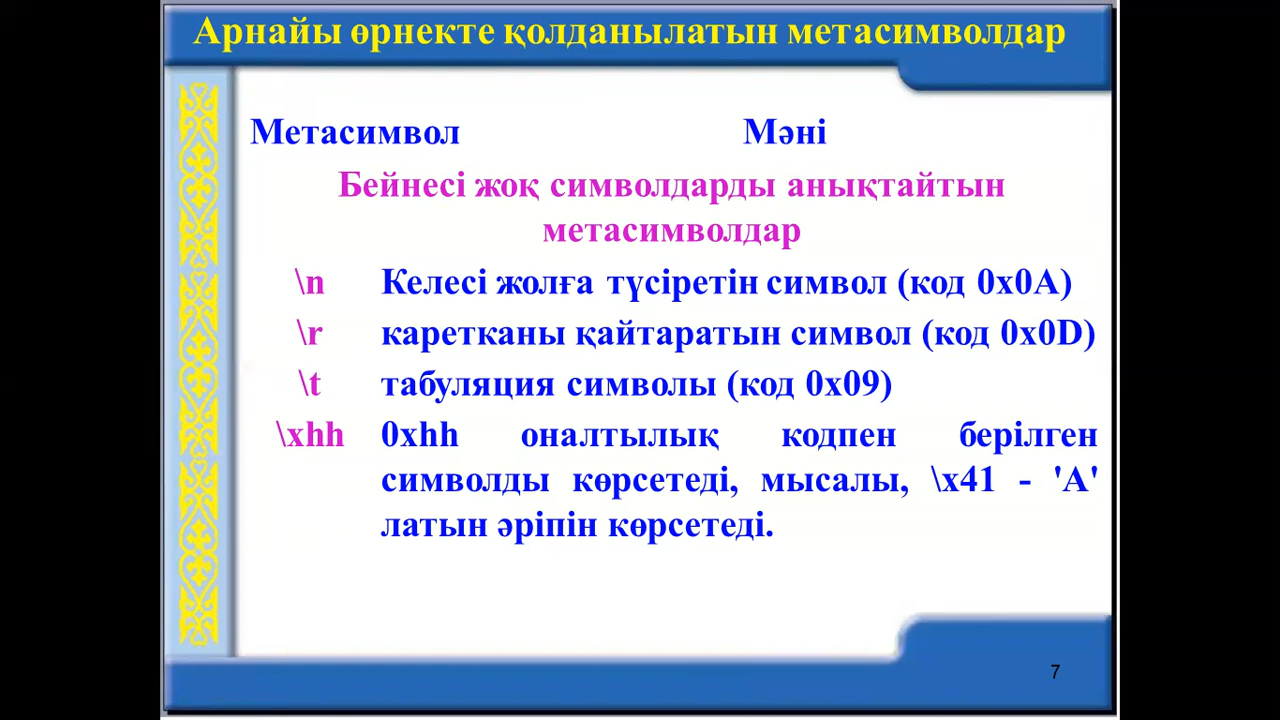 Арнайы өрнекте қолданылатын метасимволдар
Метасимвол Мәні
Бейнесі жоқ символдарды анықтайтын
метасимволдар
\n Келесі жолға түсіретін символ (код 0x0A)
\r каретканы қайтаратын символ (код 0x0D)
\t табуляция символы (код 0x09)
\xhh 0xhh оналтылық кодпен берілген
символды көрсетеді, мысалы, \x41 - 'A'
латын әріпін көрсетеді.
7